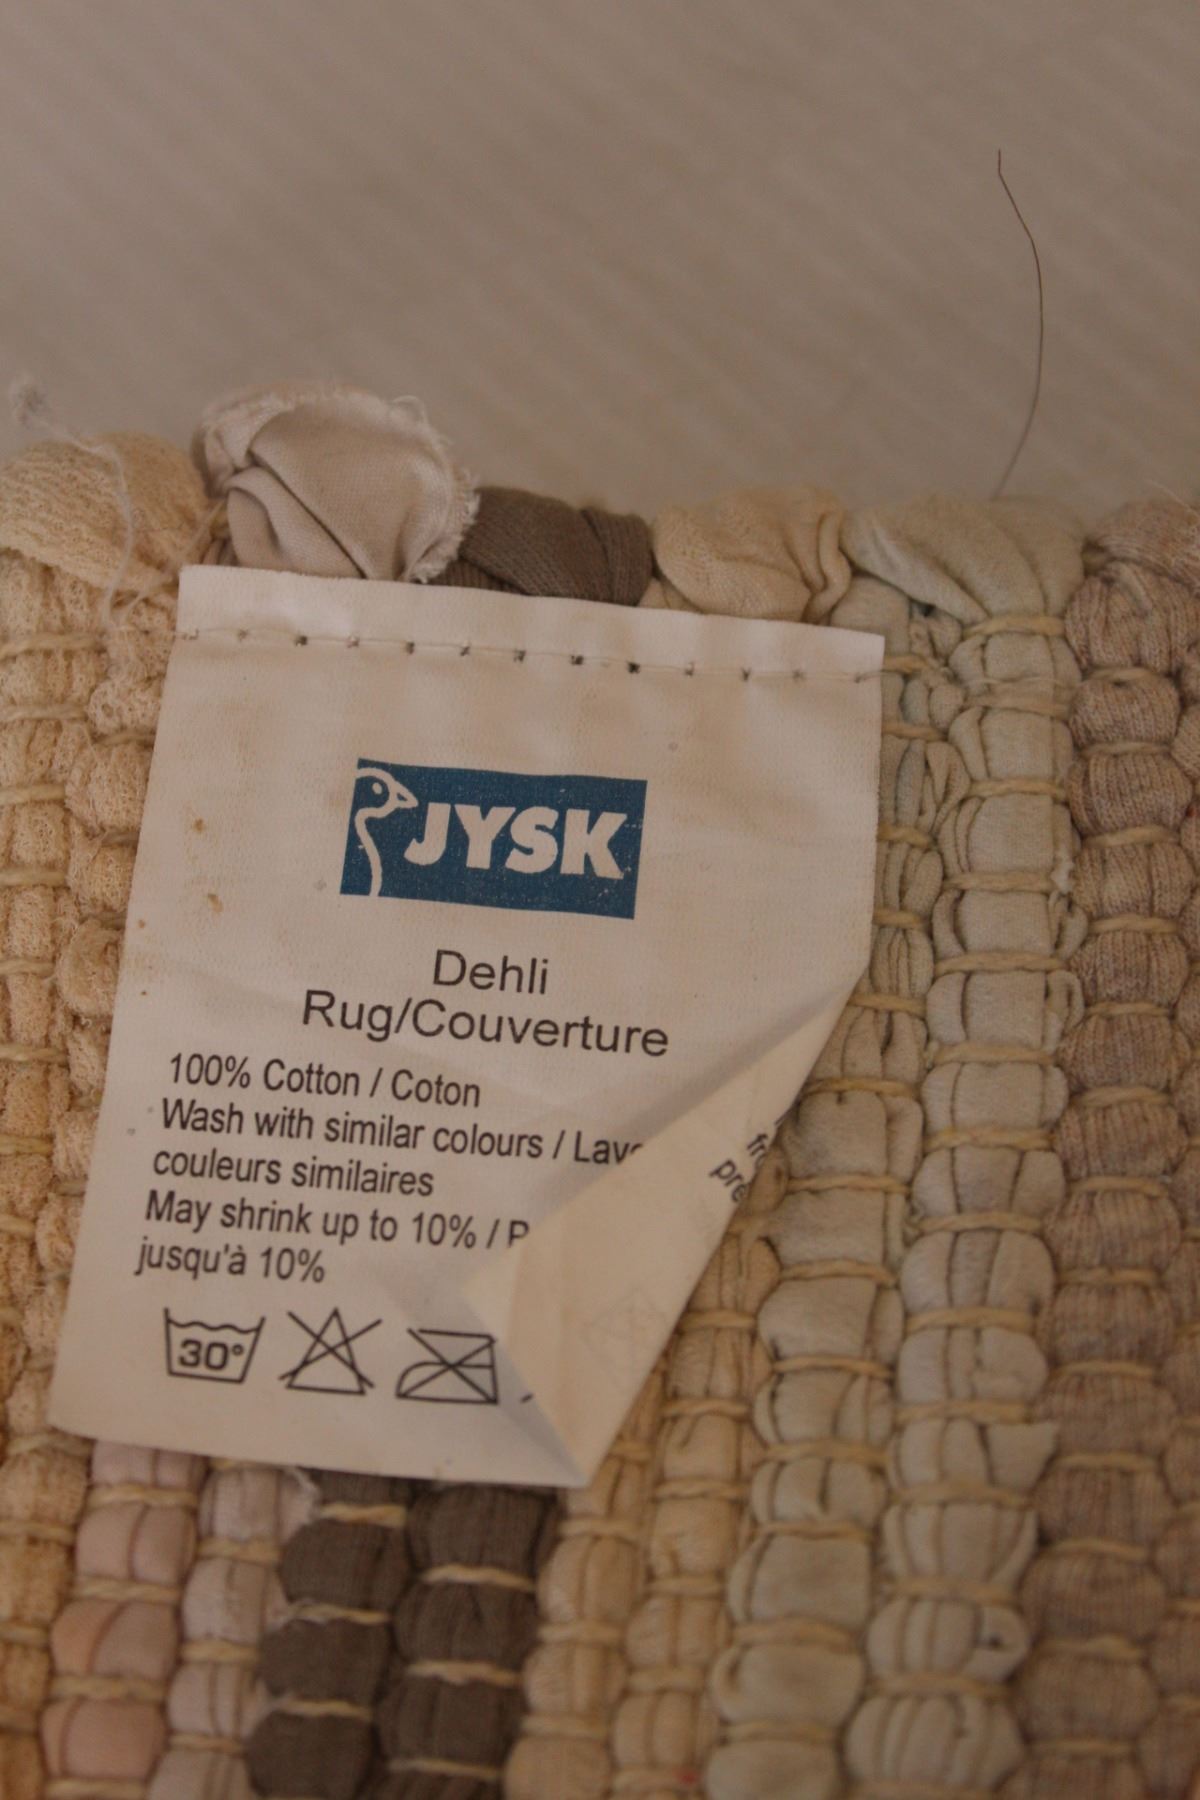 JYSK
Dehli
Rug/Couverture
100% Cotton / Coton
Wash with similar colours /
couleurs similaires
May shrink up to 10% /
jusqu'à 10%
30°